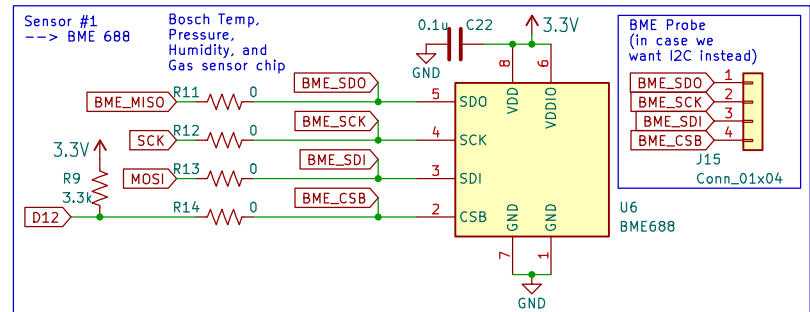 Sensor #1
---> BME 688
Bosch Temp,
Pressure,
Humidity, and
Gas sensor chip
0.1u C22
3.3V
GND
8
6
VDD
VDDIO
BME_MISO
R11
0
BME_SDO
5
SDO
SCK
R12
0
BME_SCK
4
SCK
3.3V
R9
3.3k
MOSI
R13
0
BME_SDI
3
SDI
D12
R14
0
BME_CSB
2
CSB
GND
GND
7
1
GND
U6
BME688
BME Probe
(in case we
want I2C instead)
BME_SDO 1
BME_SCK 2
BME_SDI 3
BME_CSB 4
J15
Conn_01x04